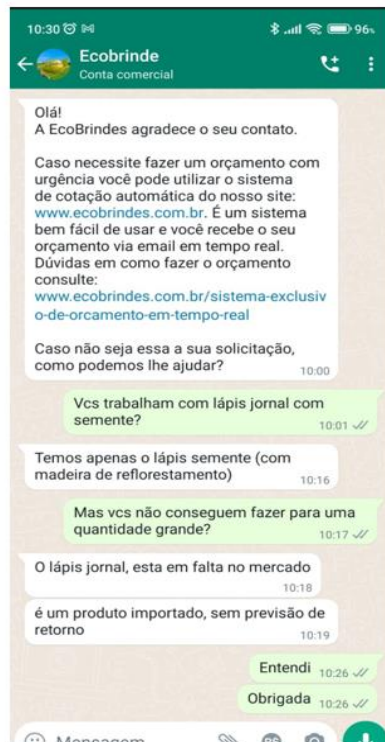 10:30
96%
Ecobrinde
Conta comercial
Olá!
A EcoBrindes agradece o seu contato.
Caso necessite fazer um orçamento com
urgência você pode utilizar o sistema
de cotação automática do nosso site:
www.ecobrindes.com.br. É um sistema
bem fácil de usar e você recebe o seu
orçamento via email em tempo real.
Dúvidas em como fazer o orçamento
consulte:
www.ecobrindes.com.br/sistema-exclusiv
o-de-orcamento-em-tempo-real
Caso não seja essa a sua solicitação,
como podemos lhe ajudar?
10:00
Vcs trabalham com lápis jornal com
semente?
10:01
Temos apenas o lápis semente (com
madeira de reflorestamento)
10:16
Mas vcs não conseguem fazer para uma
quantidade grande?
10:17
O lápis jornal, esta em falta no mercado
10:18
é um produto importado, sem previsão de
retorno
10:19
Entendi 10:26
Obrigada 10:26
Mensagem